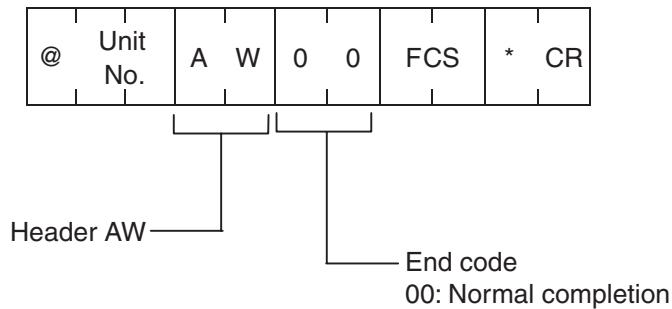 @ Unit No. A W 0 0 FCS * CR
Header AW
End code
00: Normal completion